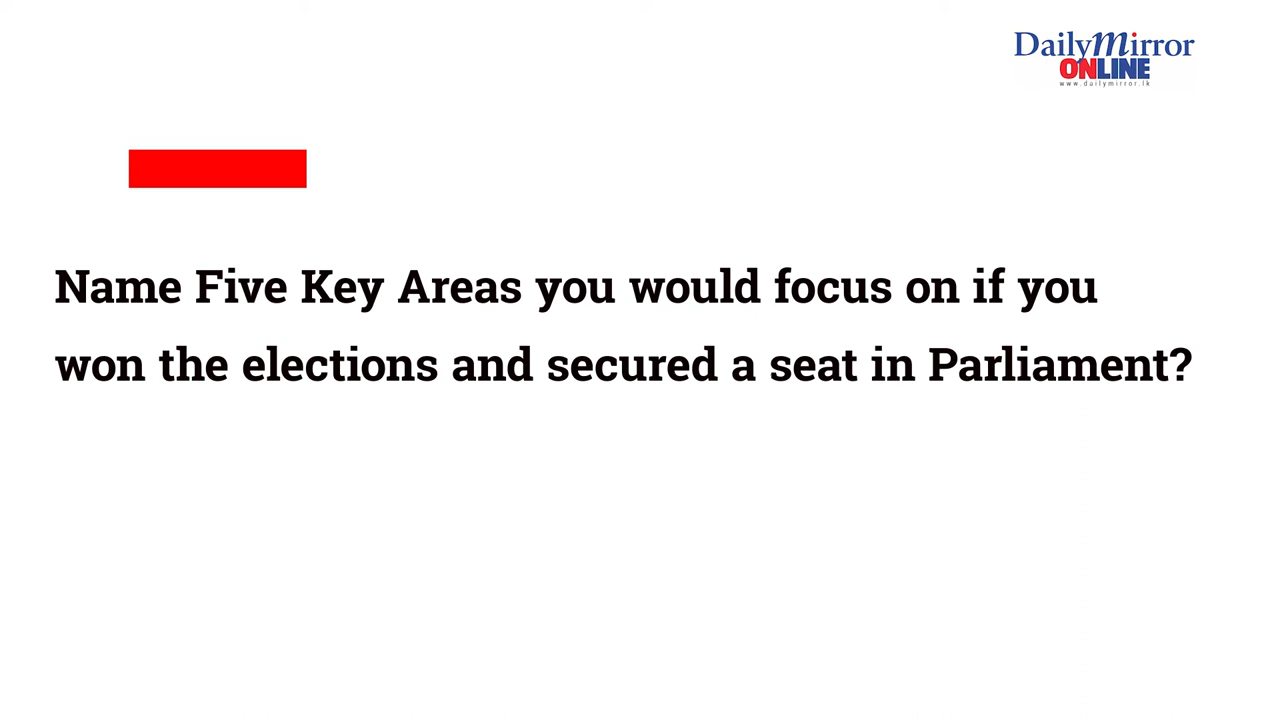 DailyMirror
ONLINE
www.dailymirror.lk
Name Five Key Areas you would focus on if you
won the elections and secured a seat in Parliament?